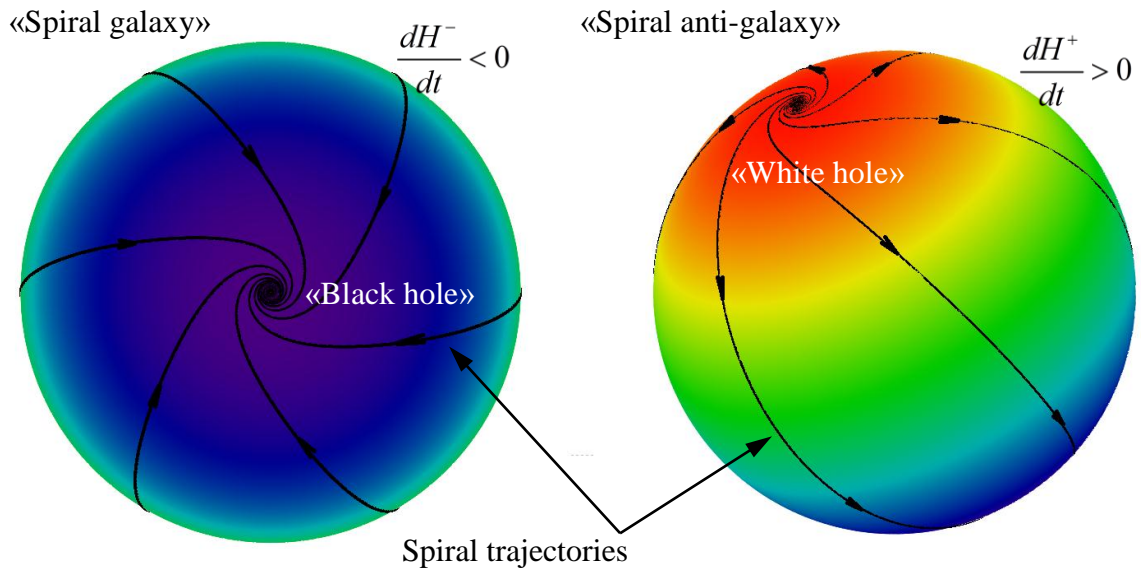 «Spiral galaxy»
dH⁻/dt < 0
«Black hole»
«Spiral anti-galaxy»
dH⁺/dt > 0
«White hole»
Spiral trajectories